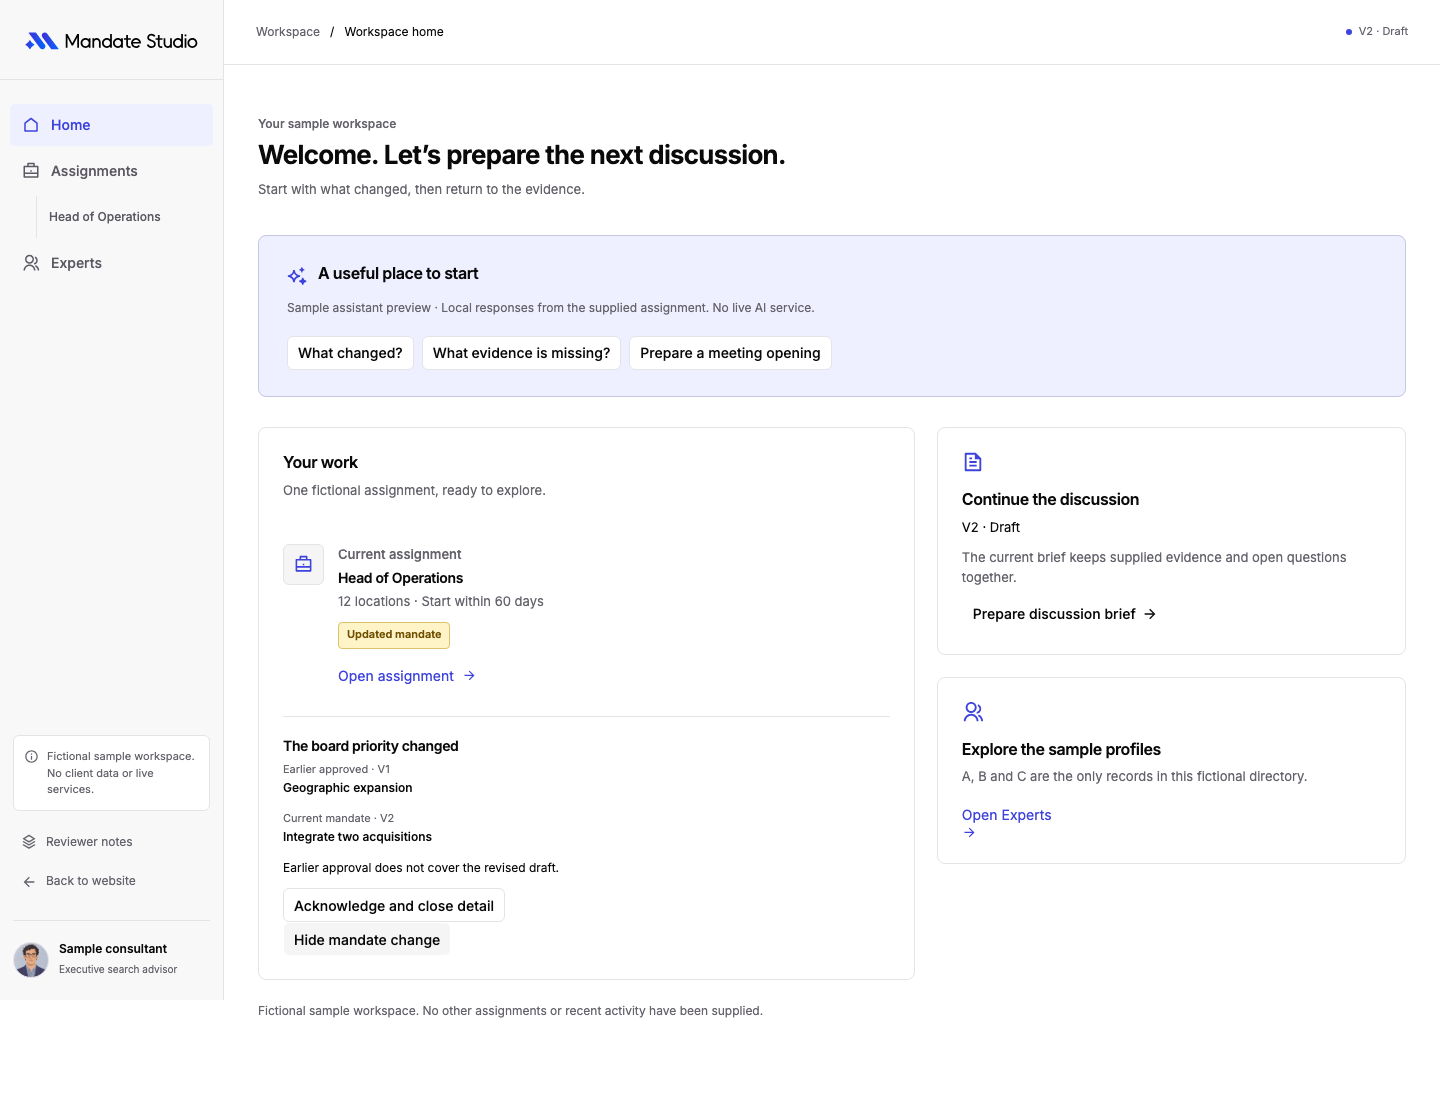 Mandate Studio
Home
Assignments
Head of Operations
Experts
Fictional sample workspace.
No client data or live
services.
Reviewer notes
Back to website
Sample consultant
Executive search advisor
Workspace / Workspace home
V2 · Draft
Your sample workspace
Welcome. Let’s prepare the next discussion.
Start with what changed, then return to the evidence.
A useful place to start
Sample assistant preview · Local responses from the supplied assignment. No live AI service.
What changed?
What evidence is missing?
Prepare a meeting opening
Your work
One fictional assignment, ready to explore.
Current assignment
Head of Operations
12 locations · Start within 60 days
Updated mandate
Open assignment →
The board priority changed
Earlier approved · V1
Geographic expansion
Current mandate · V2
Integrate two acquisitions
Earlier approval does not cover the revised draft.
Acknowledge and close detail
Hide mandate change
Continue the discussion
V2 · Draft
The current brief keeps supplied evidence and open questions
together.
Prepare discussion brief →
Explore the sample profiles
A, B and C are the only records in this fictional directory.
Open Experts
→
Fictional sample workspace. No other assignments or recent activity have been supplied.